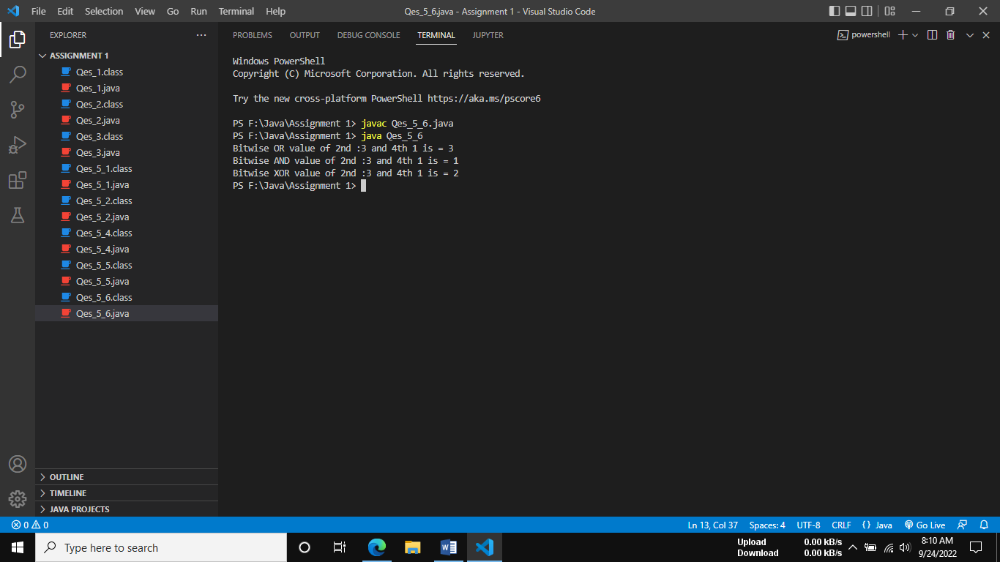 File Edit Selection View Go Run Terminal Help
Qes_5_6.java - Assignment 1 - Visual Studio Code
EXPLORER
ASSIGNMENT 1
Qes_1.class
Qes_1.java
Qes_2.class
Qes_2.java
Qes_3.class
Qes_3.java
Qes_5_1.class
Qes_5_1.java
Qes_5_2.class
Qes_5_2.java
Qes_5_4.class
Qes_5_4.java
Qes_5_5.class
Qes_5_5.java
Qes_5_6.class
Qes_5_6.java
OUTLINE
TIMELINE
JAVA PROJECTS
PROBLEMS OUTPUT DEBUG CONSOLE TERMINAL JUPYTER
powershell
Windows PowerShell
Copyright (C) Microsoft Corporation. All rights reserved.
Try the new cross-platform PowerShell https://aka.ms/pscore6
PS F:\Java\Assignment 1> javac Qes_5_6.java
PS F:\Java\Assignment 1> java Qes_5_6
Bitwise OR value of 2nd :3 and 4th 1 is = 3
Bitwise AND value of 2nd :3 and 4th 1 is = 1
Bitwise XOR value of 2nd :3 and 4th 1 is = 2
PS F:\Java\Assignment 1>
0 0
Ln 13, Col 37 Spaces: 4 UTF-8 CRLF {} Java Go Live
Type here to search
W
Upload 0.00 kB/s
Download 0.00 kB/s
8:10 AM
9/24/2022